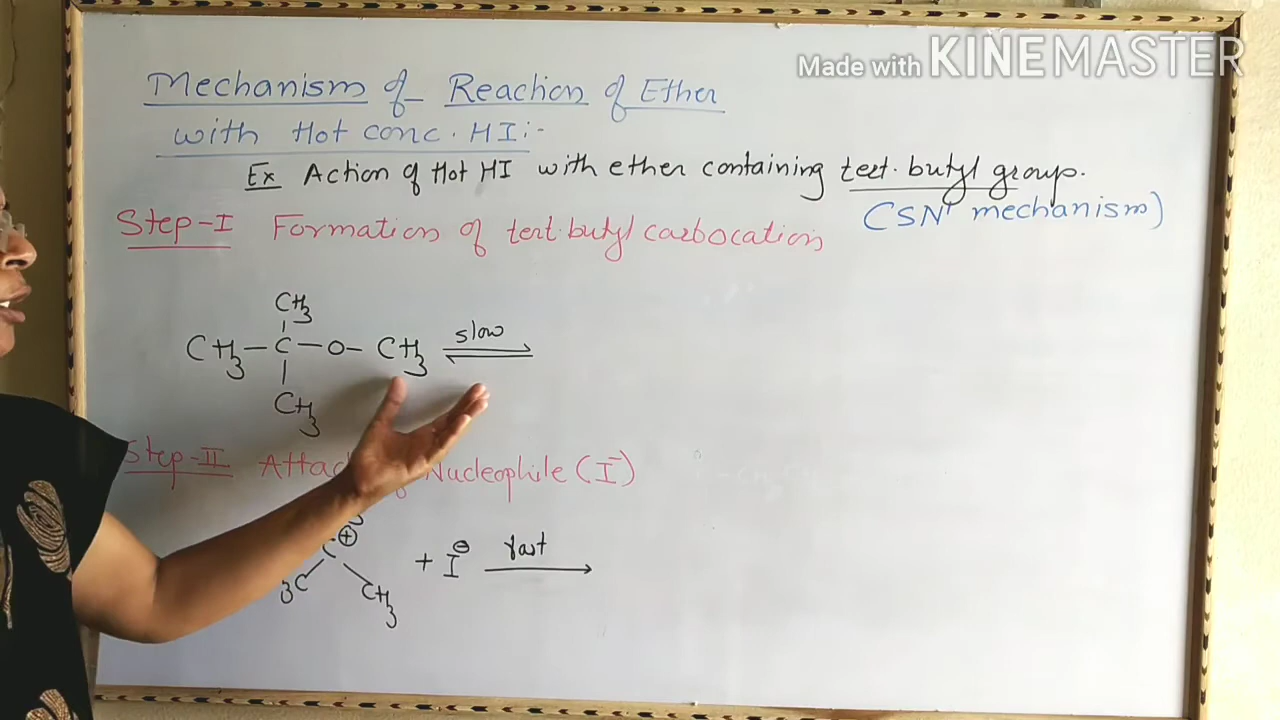 Made with KINEMASTER
Mechanism of Reaction of Ether
with Hot conc. HI:-
Ex Action of Hot HI with ether containing tert. butyl group.
(SN¹ mechanism)
Step-I Formation of tert. butyl carbocation
CH₃
CH₃ — C — O — CH₃ slow
CH₃
Step-II Nucleophile (I⁻)
⊕
+ I⊖ fast
₃C CH₃